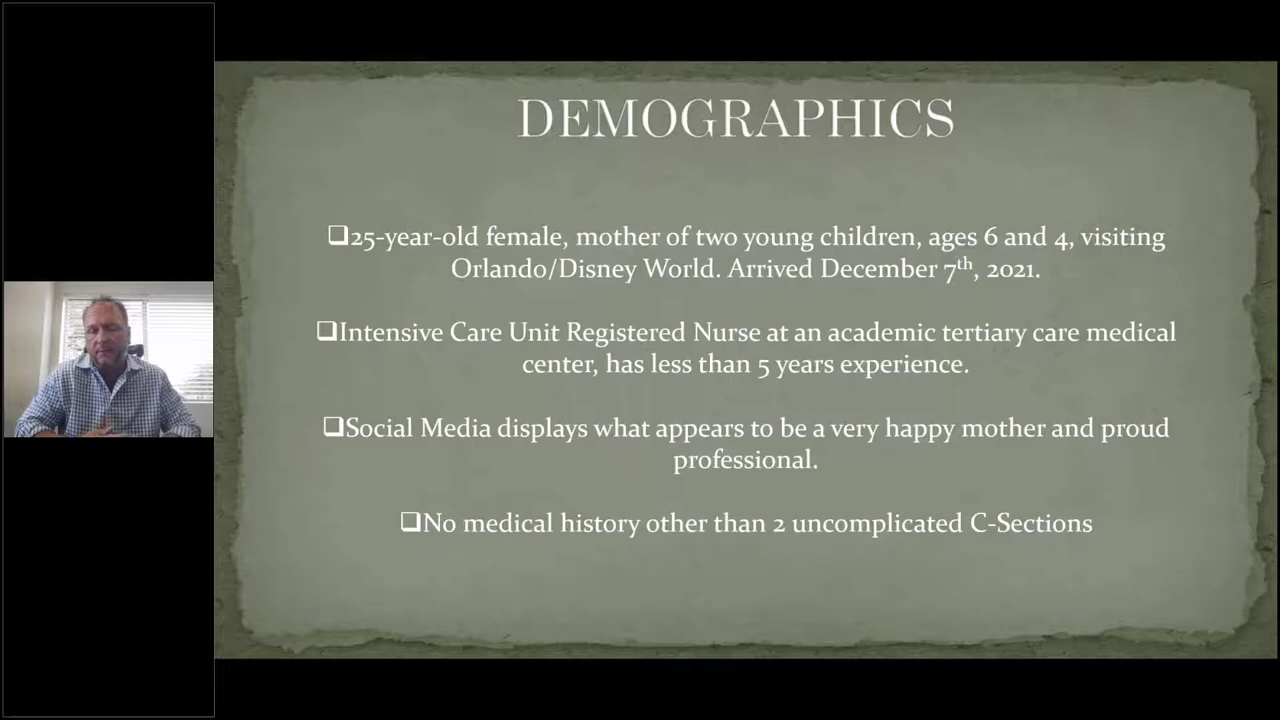 DEMOGRAPHICS
❑25-year-old female, mother of two young children, ages 6 and 4, visiting
Orlando/Disney World. Arrived December 7th, 2021.
❑Intensive Care Unit Registered Nurse at an academic tertiary care medical
center, has less than 5 years experience.
❑Social Media displays what appears to be a very happy mother and proud
professional.
❑No medical history other than 2 uncomplicated C-Sections